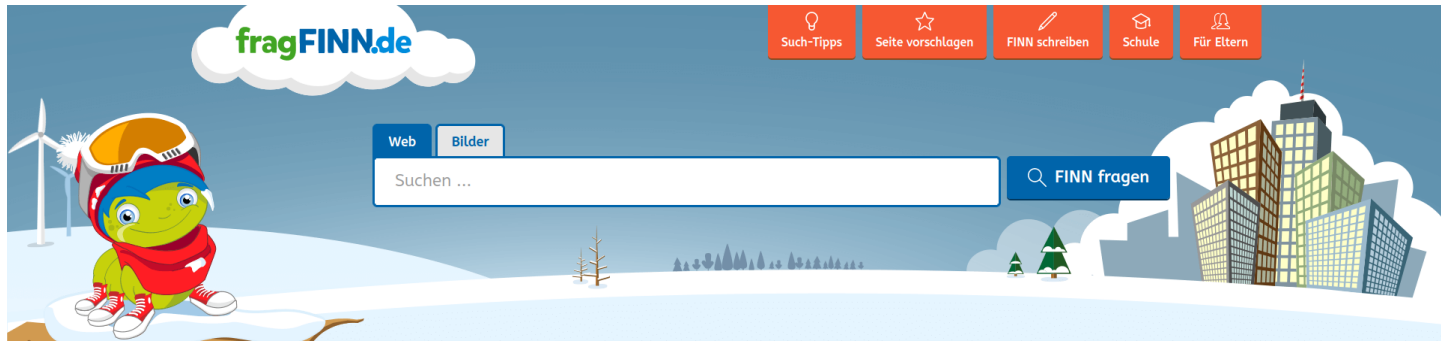 fragFINN.de
Such-Tipps
Seite vorschlagen
FINN schreiben
Schule
Für Eltern
Web
Bilder
Suchen ...
FINN fragen